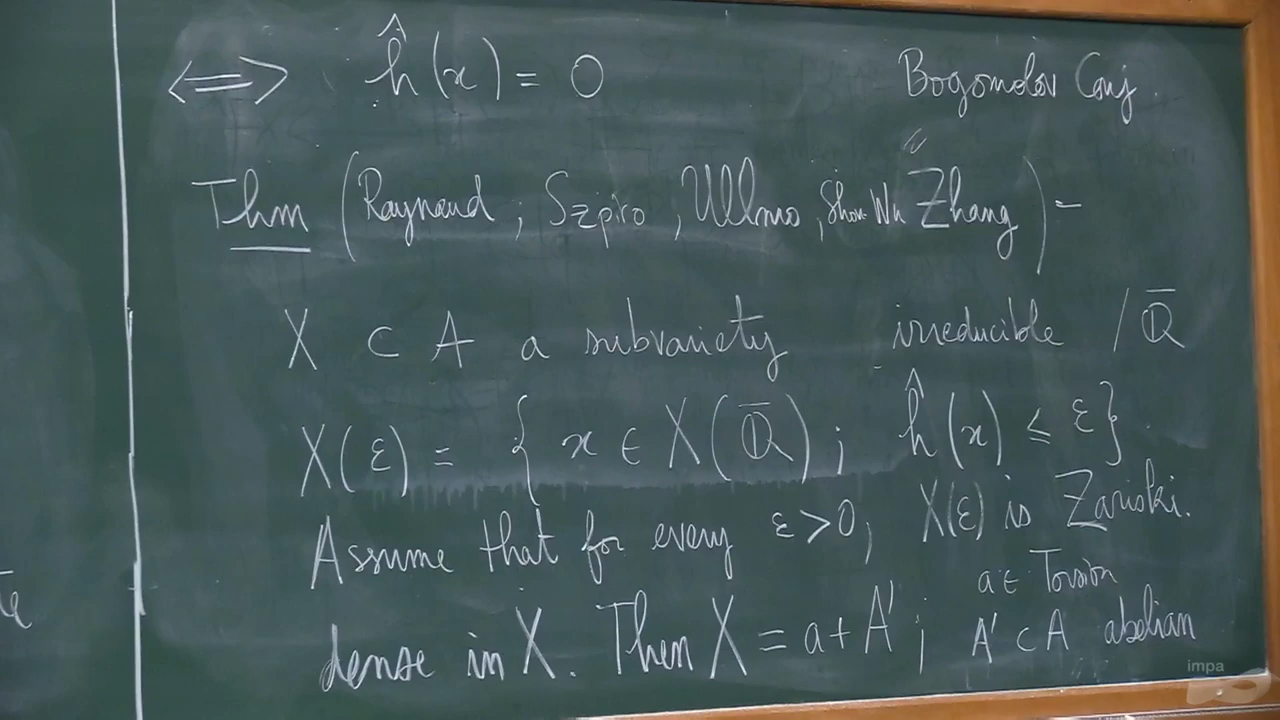 ⟺ ĥ(x) = 0 Bogomolov Conj.
Thm (Raynaud, Szpiro, Ullmo, Shou Wu Zhang) -
X ⊂ A a subvariety irreducible / Q̄
X(ε) = { x ∈ X(Q̄) ; ĥ(x) ≤ ε}.
Assume that for every ε > 0, X(ε) is Zariski.
dense in X. Then X = a + A' ; a ∈ Torsion
A' ⊂ A abelian
impa